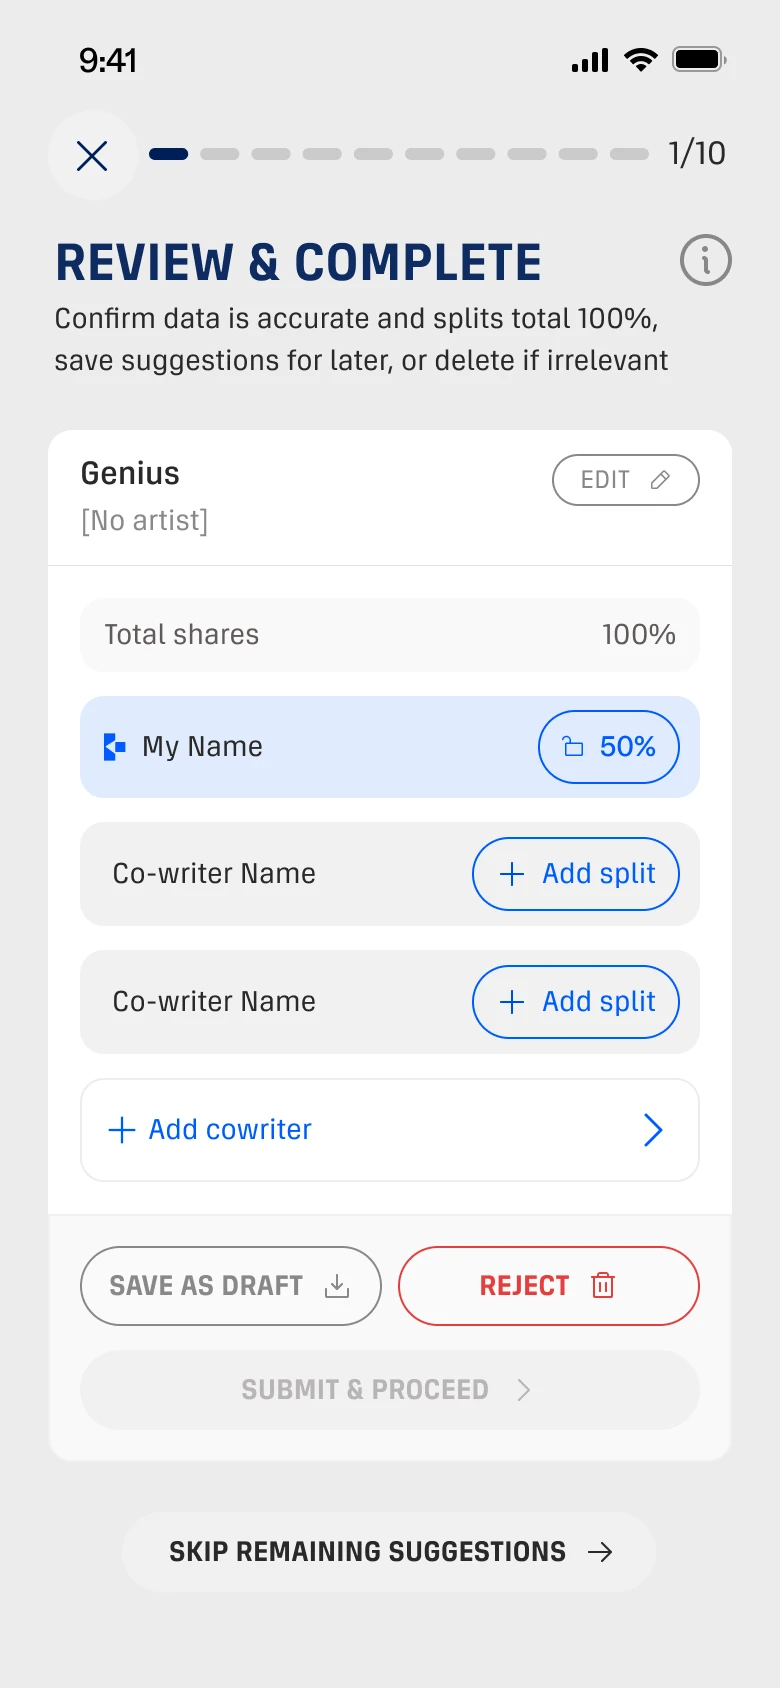 9:41
1/10
REVIEW & COMPLETE
Confirm data is accurate and splits total 100%,
save suggestions for later, or delete if irrelevant
Genius
EDIT
[No artist]
Total shares 100%
My Name 50%
Co-writer Name + Add split
Co-writer Name + Add split
+ Add cowriter
SAVE AS DRAFT
REJECT
SUBMIT & PROCEED
SKIP REMAINING SUGGESTIONS